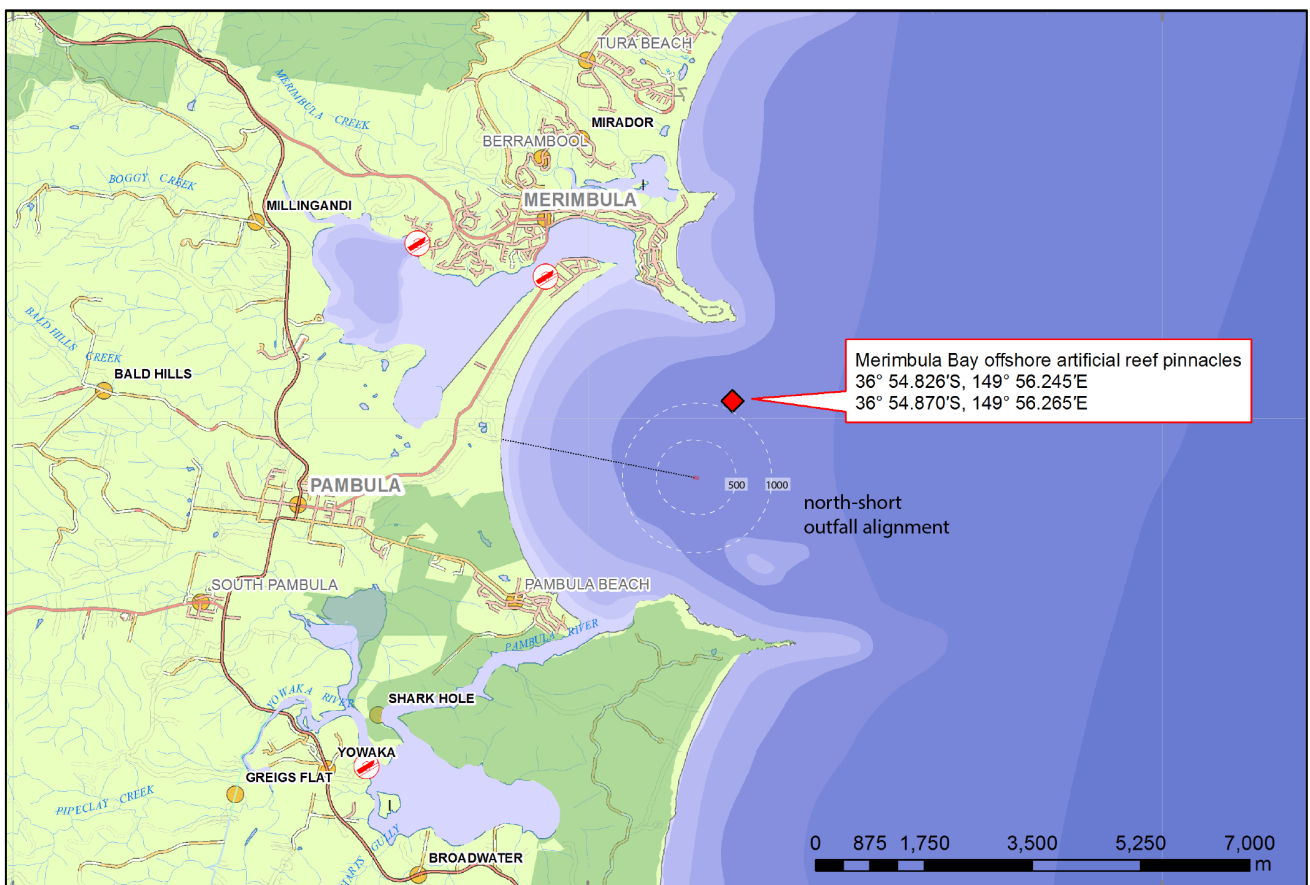 TURA BEACH
MERIMBULA CREEK
MIRADOR
BERRAMBOOL
BOGGY CREEK
MERIMBULA
MILLINGANDI
BALD HILLS
CREEK
BALD HILLS
Merimbula Bay offshore artificial reef pinnacles
36° 54.826′S, 149° 56.245′E
36° 54.870′S, 149° 56.265′E
PAMBULA
500
1000
north-short
outfall alignment
SOUTH PAMBULA
PAMBULA BEACH
PAMBULA RIVER
YOWAKA RIVER
SHARK HOLE
YOWAKA
GREIGS FLAT
PIPECLAY CREEK
HARTS GULLY
BROADWATER
0 875 1,750 3,500 5,250 7,000
m